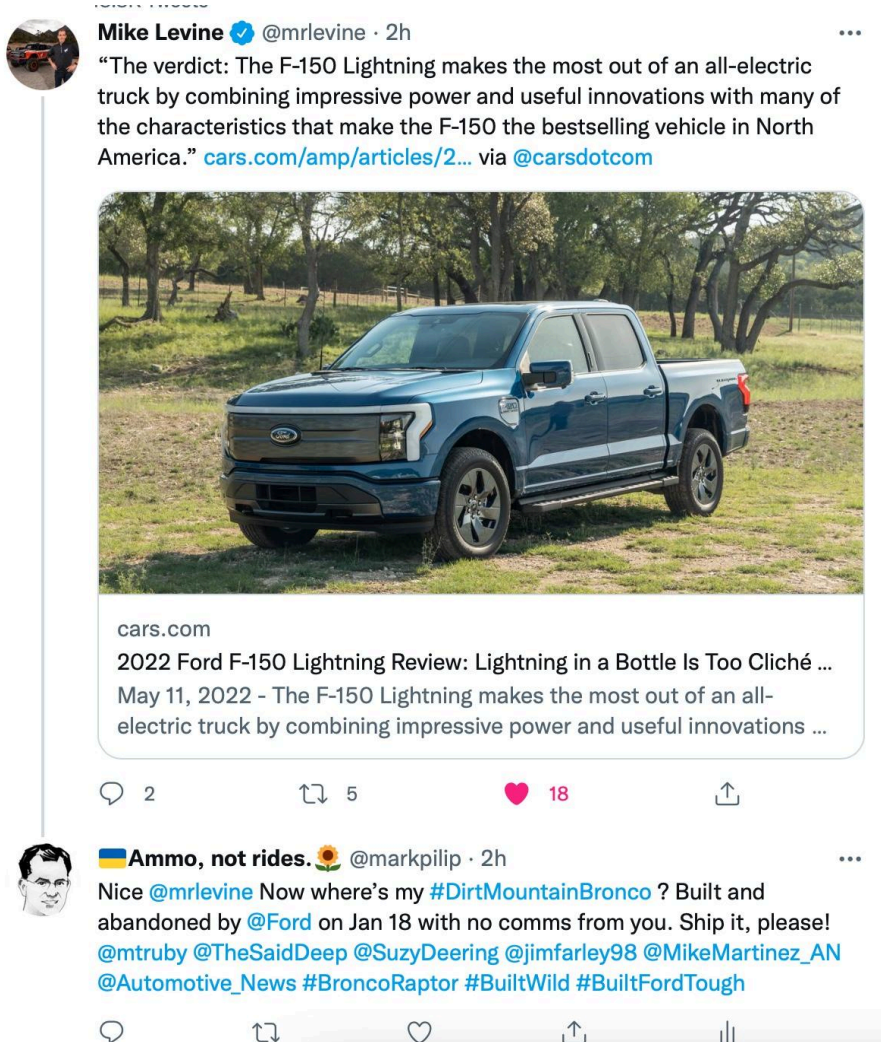 Mike Levine @mrlevine · 2h
“The verdict: The F-150 Lightning makes the most out of an all-electric
truck by combining impressive power and useful innovations with many of
the characteristics that make the F-150 the bestselling vehicle in North
America.” cars.com/amp/articles/2... via @carsdotcom
Ford
cars.com
2022 Ford F-150 Lightning Review: Lightning in a Bottle Is Too Cliché ...
May 11, 2022 - The F-150 Lightning makes the most out of an all-
electric truck by combining impressive power and useful innovations ...
2 5 18
🇺🇦Ammo, not rides.🌻 @markpilip · 2h
Nice @mrlevine Now where’s my #DirtMountainBronco ? Built and
abandoned by @Ford on Jan 18 with no comms from you. Ship it, please!
@mtruby @TheSaidDeep @SuzyDeering @jimfarley98 @MikeMartinez_AN
@Automotive_News #BroncoRaptor #BuiltWild #BuiltFordTough